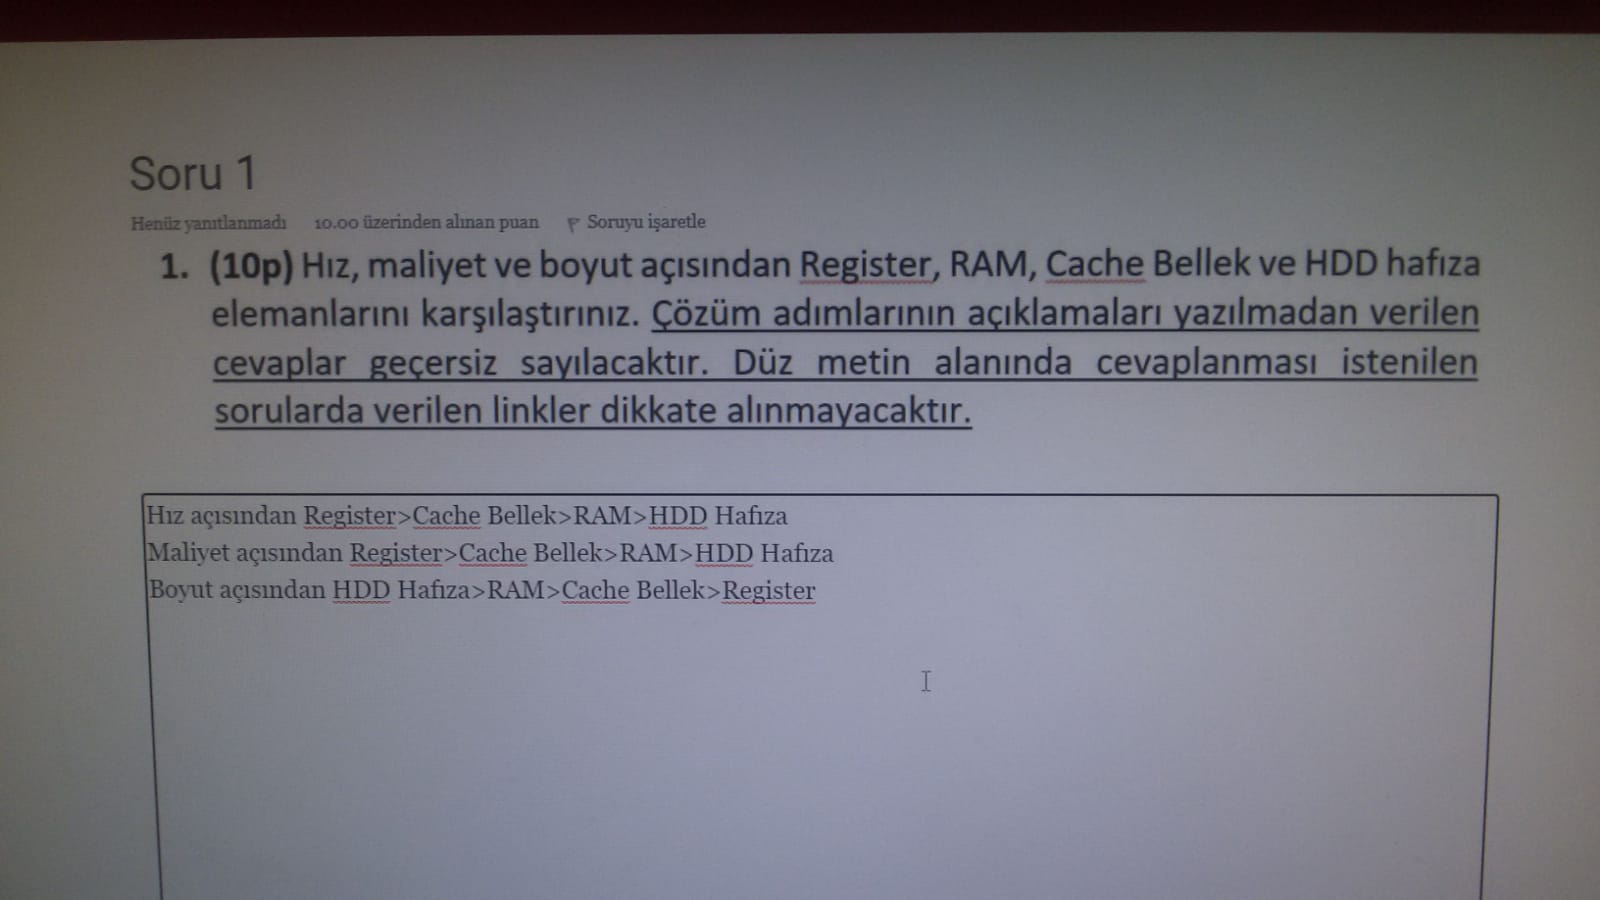 Soru 1
Henüz yanıtlanmadı 10.00 üzerinden alınan puan Soruyu işaretle
1. (10p) Hız, maliyet ve boyut açısından Register, RAM, Cache Bellek ve HDD hafıza
elemanlarını karşılaştırınız. Çözüm adımlarının açıklamaları yazılmadan verilen
cevaplar geçersiz sayılacaktır. Düz metin alanında cevaplanması istenilen
sorularda verilen linkler dikkate alınmayacaktır.
Hız açısından Register>Cache Bellek>RAM>HDD Hafıza
Maliyet açısından Register>Cache Bellek>RAM>HDD Hafıza
Boyut açısından HDD Hafıza>RAM>Cache Bellek>Register